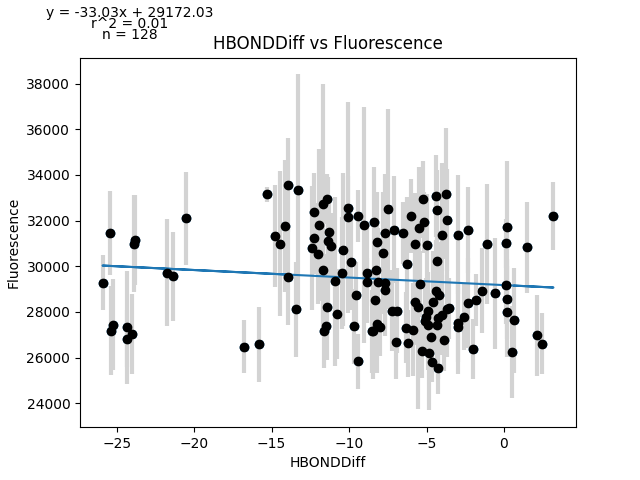 y = -33.03x + 29172.03
r^2 = 0.01
n = 128
HBONDDiff vs Fluorescence
38000
36000
34000
32000
30000
28000
26000
24000
Fluorescence
−25 −20 −15 −10 −5 0
HBONDDiff